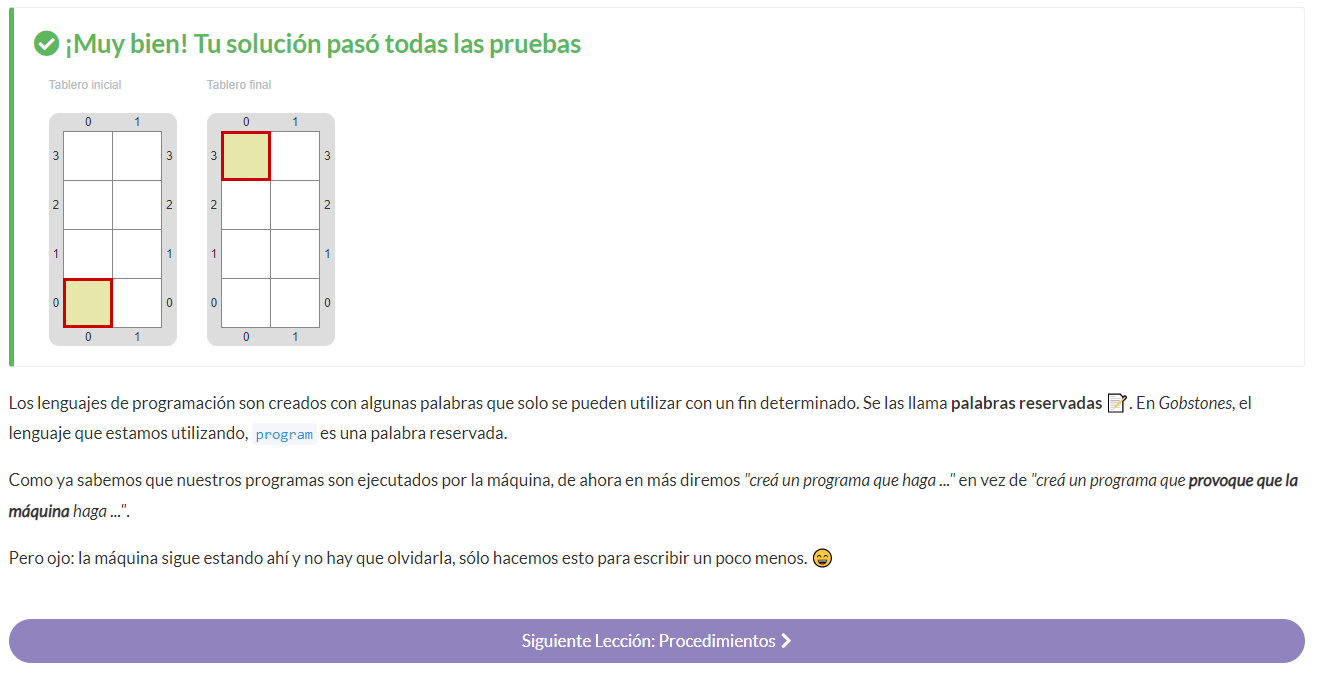 ¡Muy bien! Tu solución pasó todas las pruebas
Tablero inicial
Tablero final
0 1
3 3
2 2
1 1
0 0
0 1
0 1
3 3
2 2
1 1
0 0
0 1
Los lenguajes de programación son creados con algunas palabras que solo se pueden utilizar con un fin determinado. Se las llama palabras reservadas 📝. En Gobstones, el
lenguaje que estamos utilizando, program es una palabra reservada.
Como ya sabemos que nuestros programas son ejecutados por la máquina, de ahora en más diremos "creá un programa que haga ..." en vez de "creá un programa que provoque que la
máquina haga ...".
Pero ojo: la máquina sigue estando ahí y no hay que olvidarla, sólo hacemos esto para escribir un poco menos. 😄
Siguiente Lección: Procedimientos